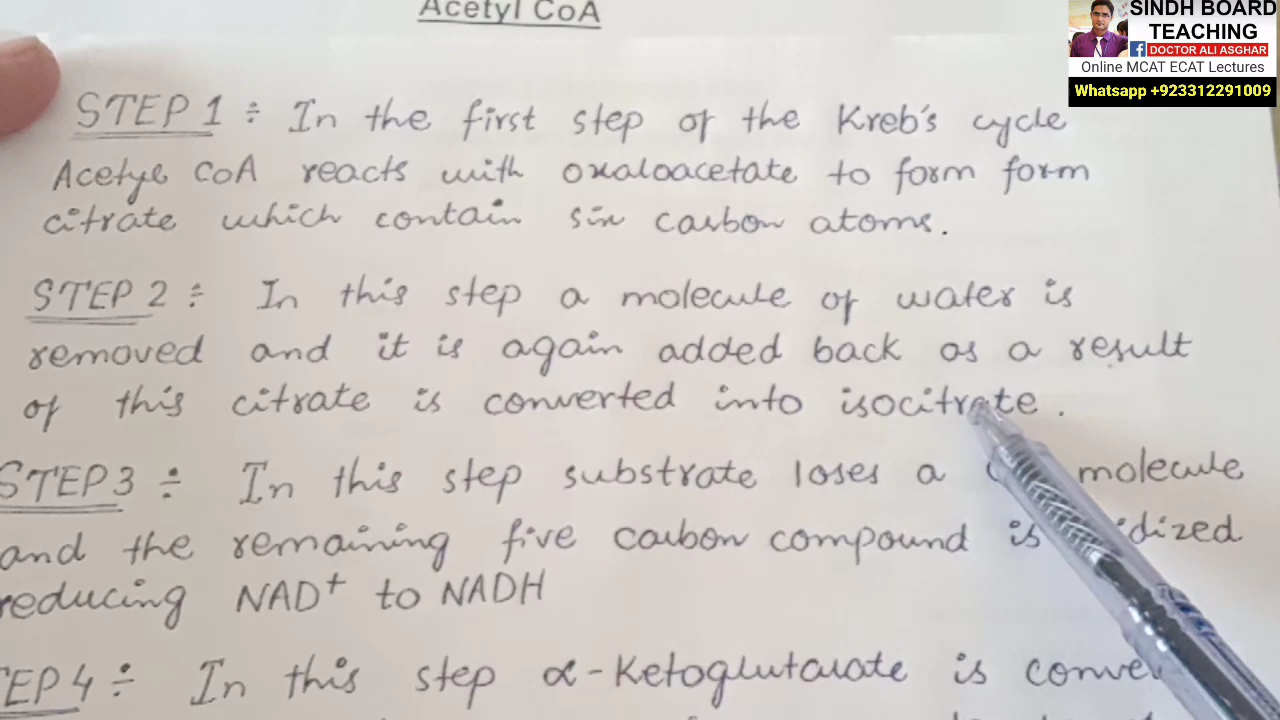 Acetyl CoA
SINDH BOARD
TEACHING
DOCTOR ALI ASGHAR
Online MCAT ECAT Lectures
Whatsapp +923312291009
STEP 1 ÷ In the first step of the Kreb's cycle
Acetyl CoA reacts with oxaloacetate to form form
citrate which contain six carbon atoms.
STEP 2 ÷ In this step a molecule of water is
removed and it is again added back as a result
of this citrate is converted into isocitrate.
STEP 3 ÷ In this step substrate loses a molecule
and the remaining five carbon compound is
reducing NAD+ to NADH
STEP 4 ÷ In this step α-Ketoglutarate is